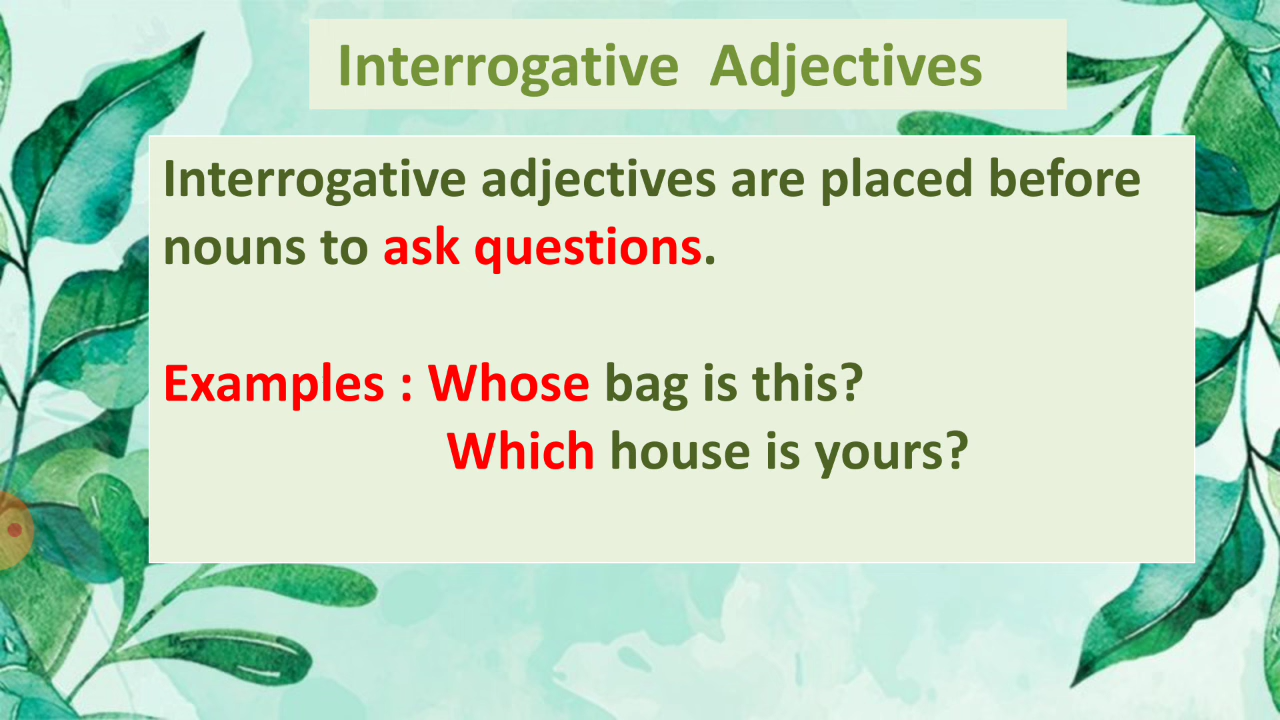 Interrogative Adjectives
Interrogative adjectives are placed before
nouns to ask questions.
Examples : Whose bag is this?
Which house is yours?